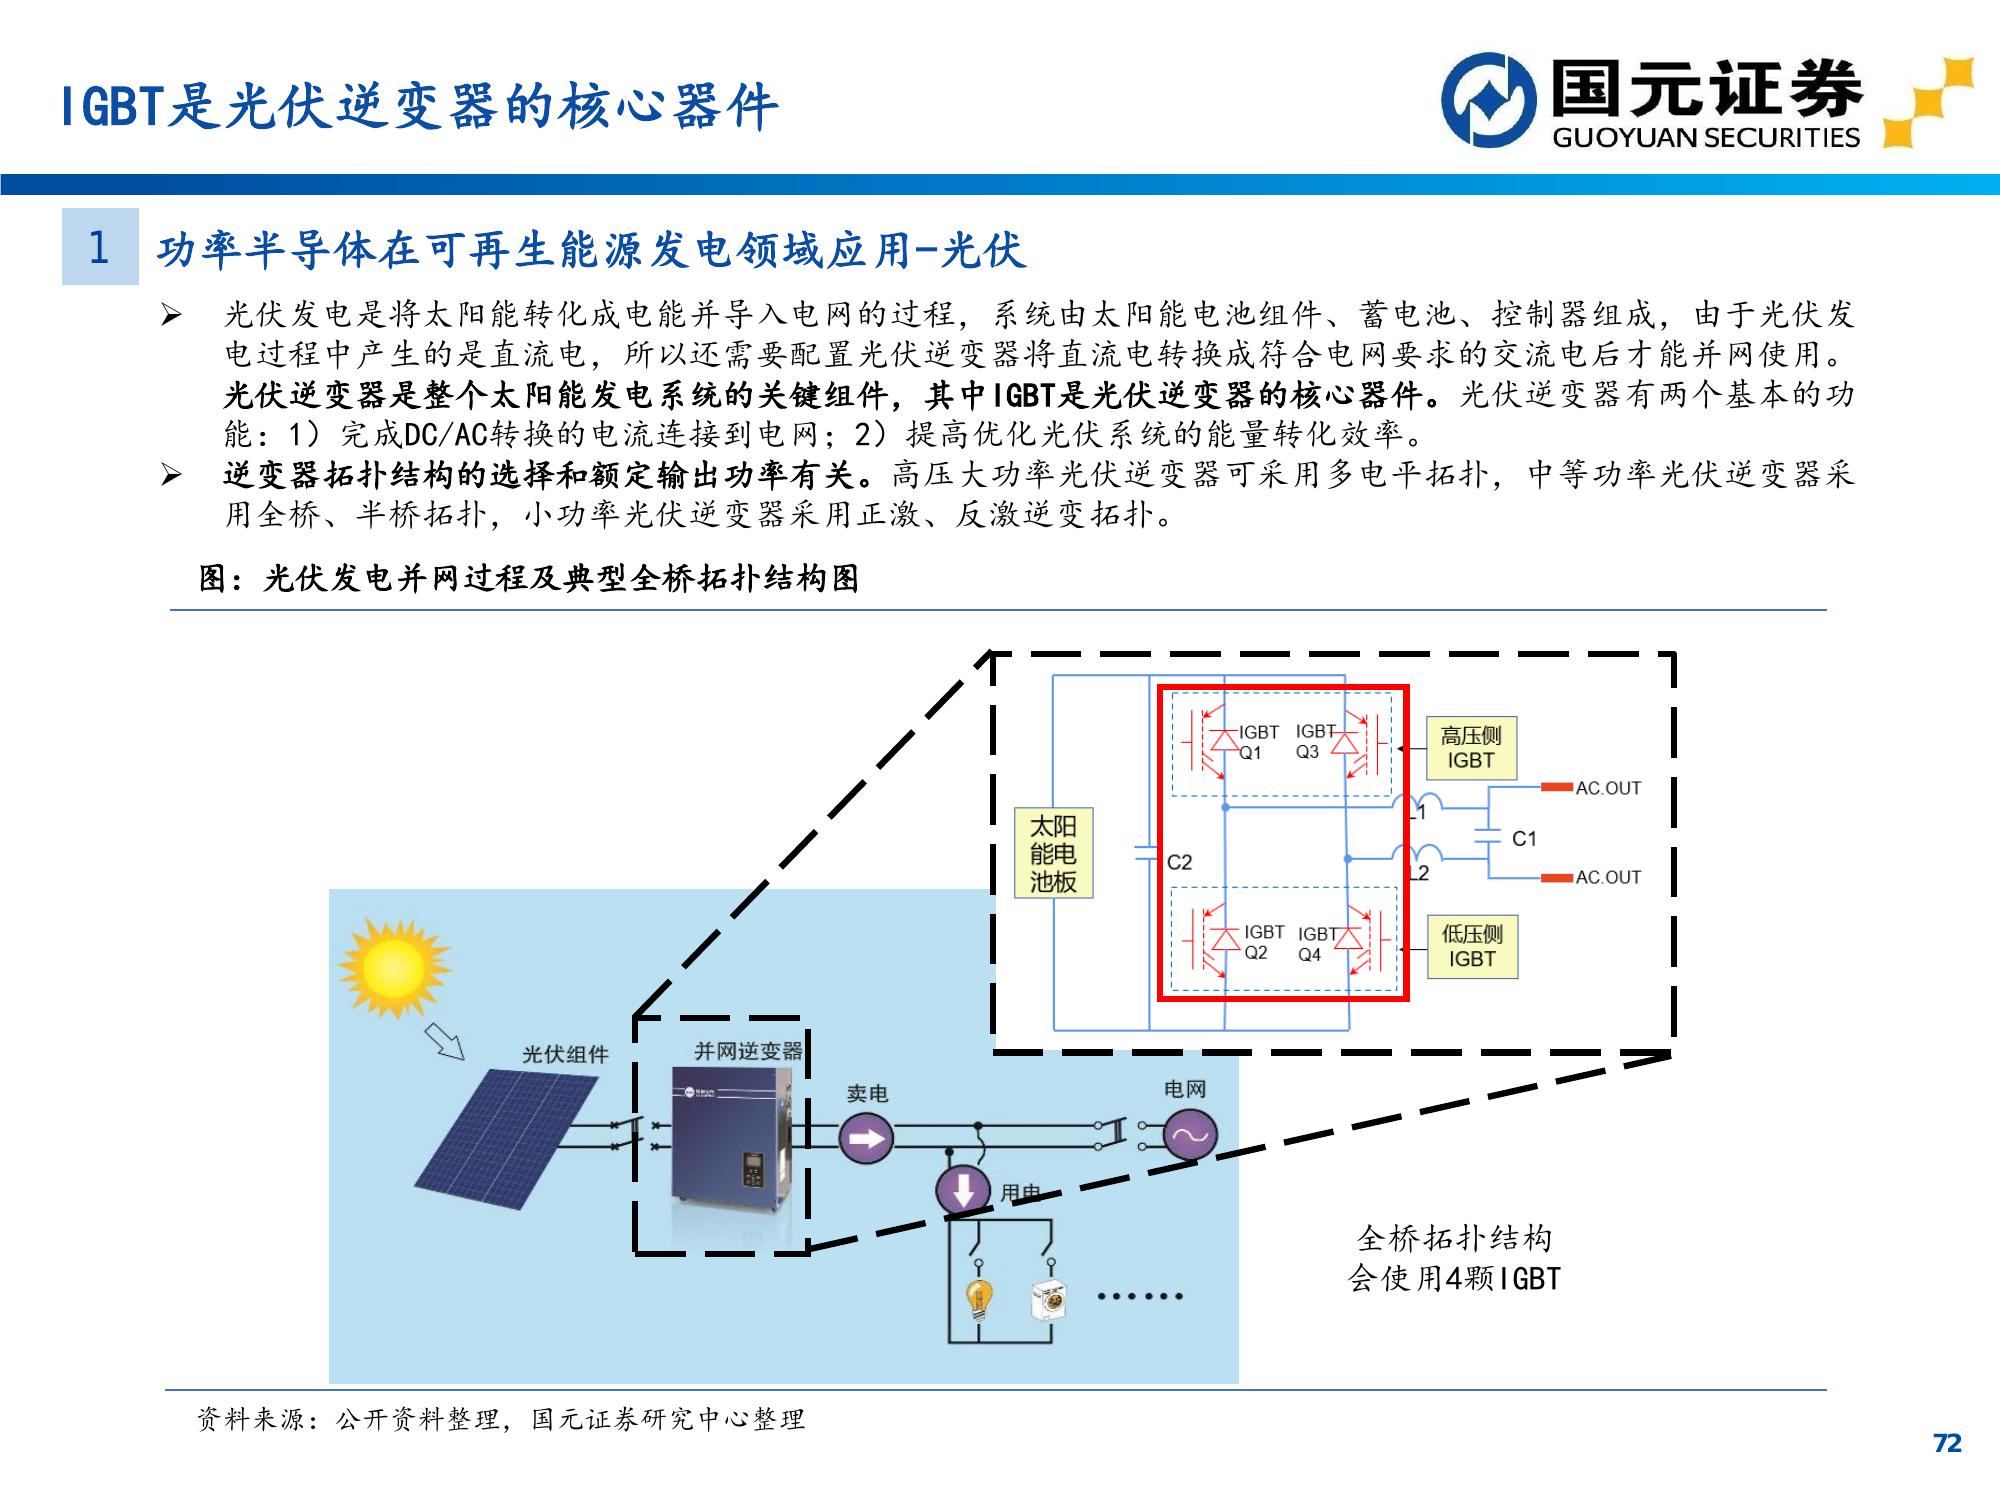 IGBT是光伏逆变器的核心器件
国元证券
GUOYUAN SECURITIES
1
功率半导体在可再生能源发电领域应用-光伏
➢ 光伏发电是将太阳能转化成电能并导入电网的过程，系统由太阳能电池组件、蓄电池、控制器组成，由于光伏发
电过程中产生的是直流电，所以还需要配置光伏逆变器将直流电转换成符合电网要求的交流电后才能并网使用。
光伏逆变器是整个太阳能发电系统的关键组件，其中IGBT是光伏逆变器的核心器件。光伏逆变器有两个基本的功
能：1）完成DC/AC转换的电流连接到电网；2）提高优化光伏系统的能量转化效率。
➢ 逆变器拓扑结构的选择和额定输出功率有关。高压大功率光伏逆变器可采用多电平拓扑，中等功率光伏逆变器采
用全桥、半桥拓扑，小功率光伏逆变器采用正激、反激逆变拓扑。
图：光伏发电并网过程及典型全桥拓扑结构图
IGBT
Q1
IGBT
Q3
高压侧
IGBT
AC.OUT
L1
太阳
能电
池板
C1
C2
L2
AC.OUT
IGBT
Q2
IGBT
Q4
低压侧
IGBT
光伏组件
并网逆变器
卖电
电网
用电
······
全桥拓扑结构
会使用4颗IGBT
资料来源：公开资料整理，国元证券研究中心整理
72